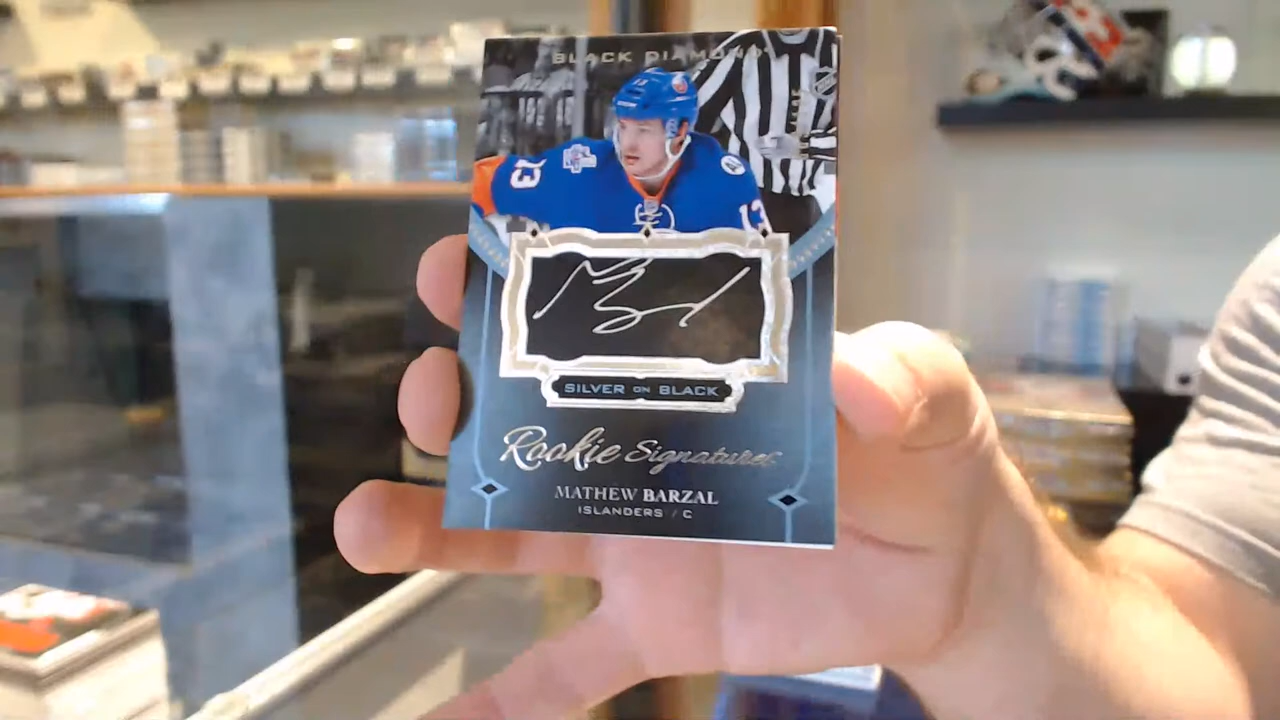 BLACK DIAMOND
13
13
SILVER ON BLACK
Rookie Signatures
MATHEW BARZAL
ISLANDERS / C